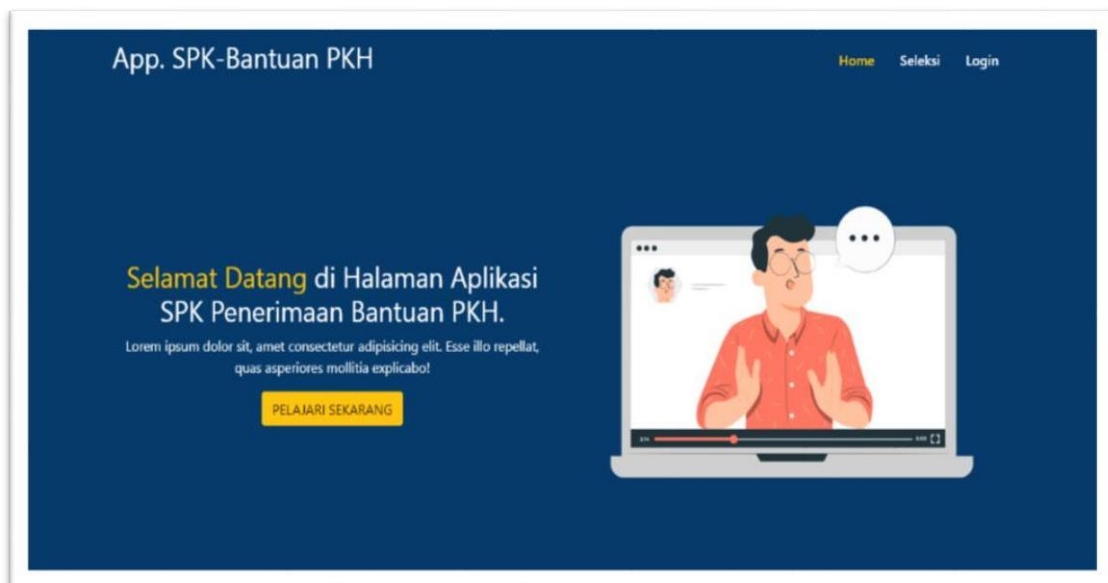 App. SPK-Bantuan PKH
Home Seleksi Login
Selamat Datang di Halaman Aplikasi
SPK Penerimaan Bantuan PKH.
Lorem ipsum dolor sit, amet consectetur adipisicing elit. Esse illo repellat,
quas asperiores mollitia explicabo!
PELAJARI SEKARANG